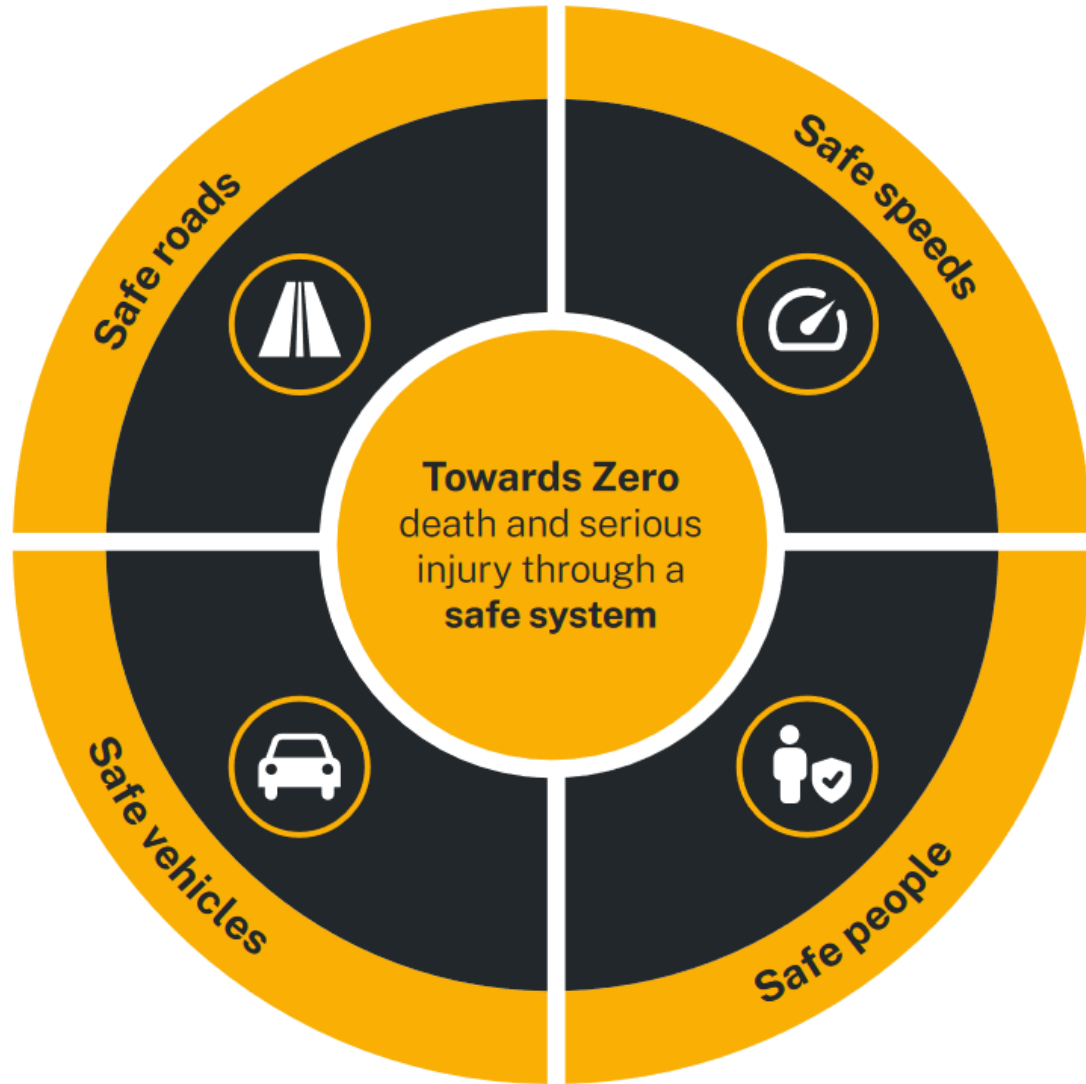 Safe roads
Safe speeds
Towards Zero
death and serious
injury through a
safe system
Safe vehicles
Safe people